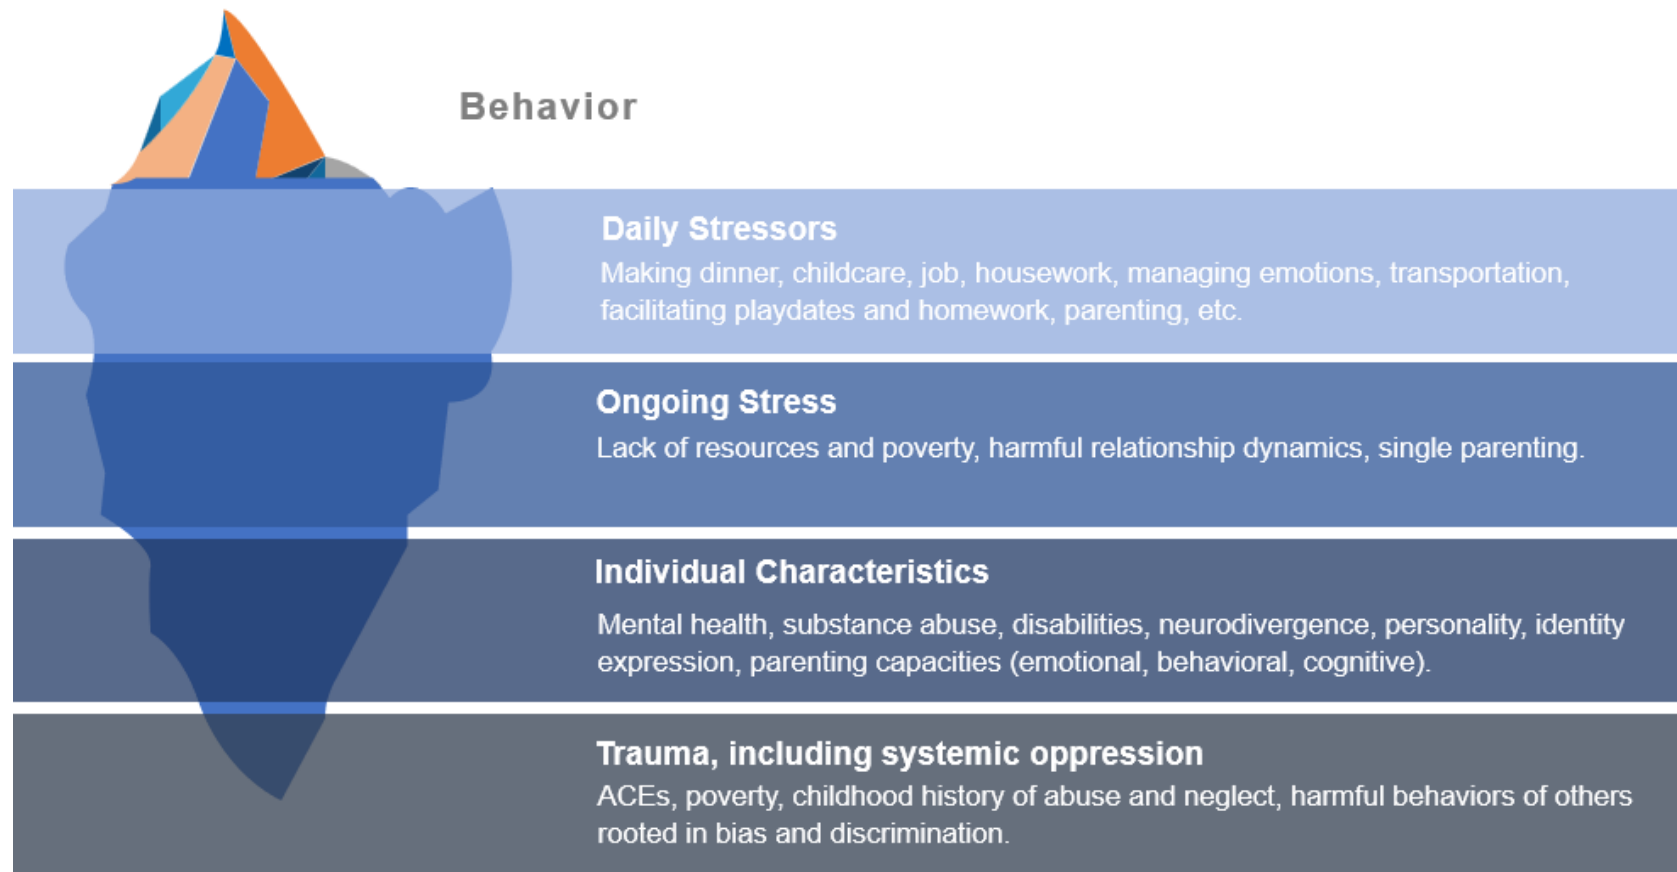 Behavior
Daily Stressors
Making dinner, childcare, job, housework, managing emotions, transportation,
facilitating playdates and homework, parenting, etc.
Ongoing Stress
Lack of resources and poverty, harmful relationship dynamics, single parenting.
Individual Characteristics
Mental health, substance abuse, disabilities, neurodivergence, personality, identity
expression, parenting capacities (emotional, behavioral, cognitive).
Trauma, including systemic oppression
ACEs, poverty, childhood history of abuse and neglect, harmful behaviors of others
rooted in bias and discrimination.